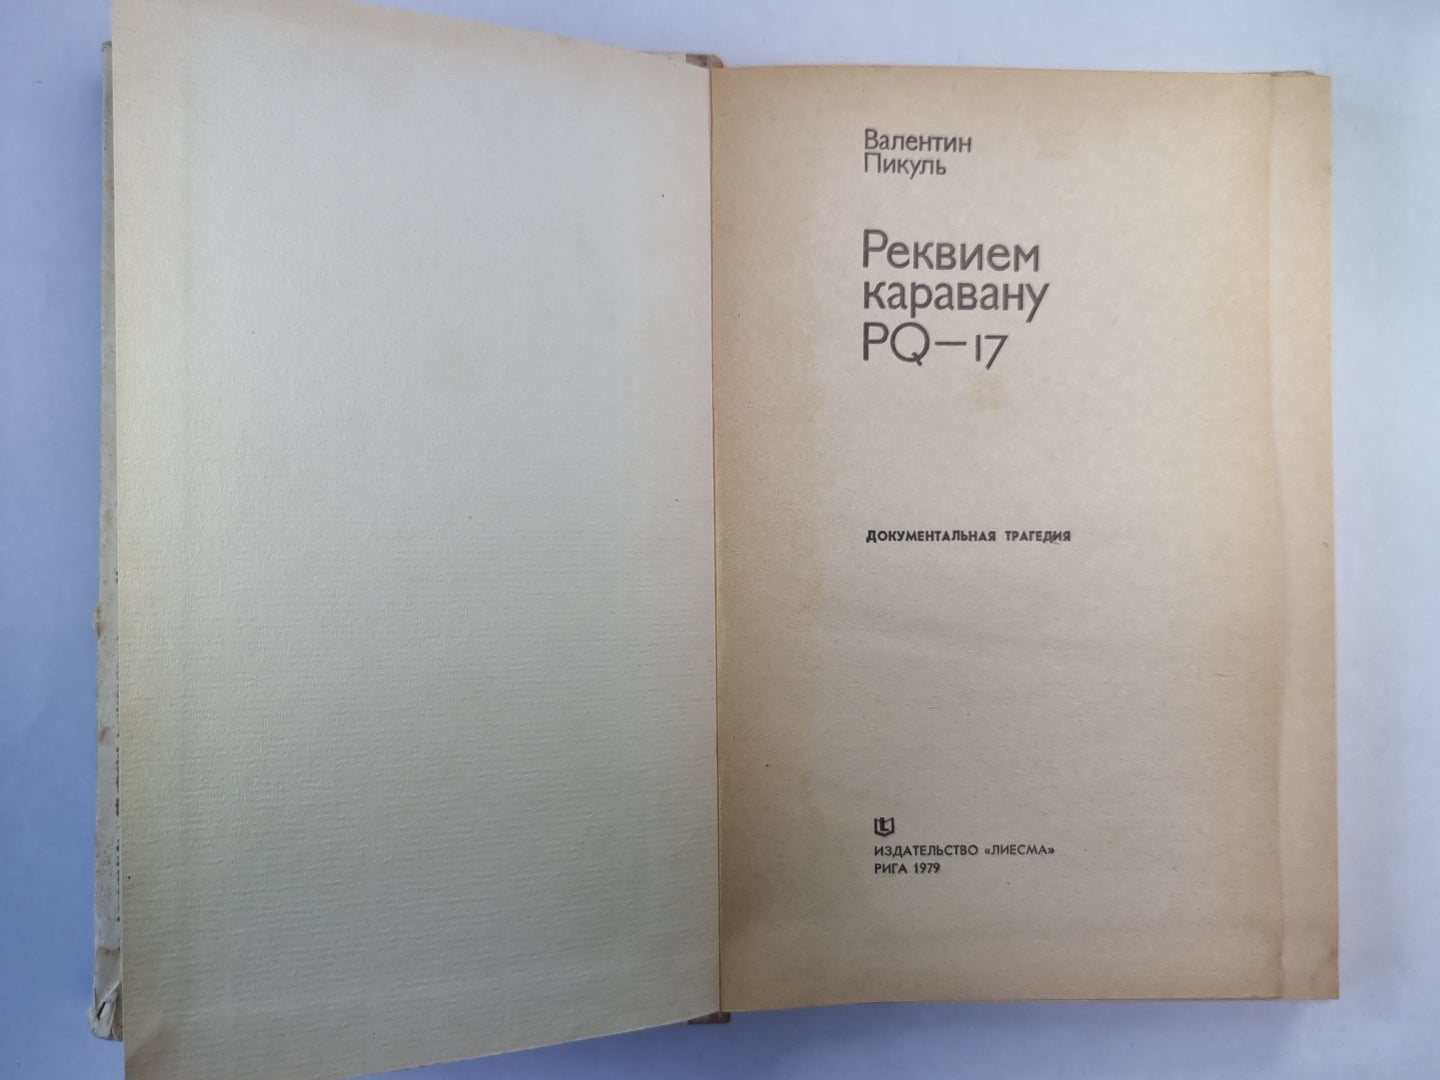 Валентин
Пикуль
Реквием
каравану
PQ—17
ДОКУМЕНТАЛЬНАЯ ТРАГЕДИЯ
ИЗДАТЕЛЬСТВО «ЛИЕСМА»
РИГА 1979